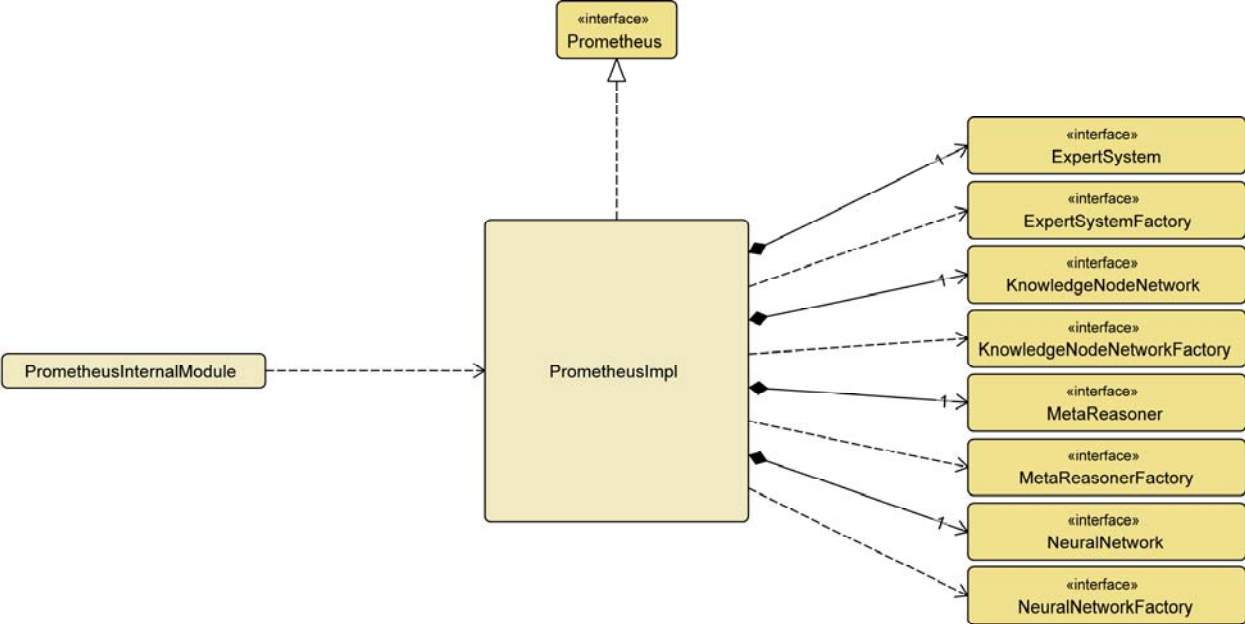 «interface»
Prometheus
«interface»
ExpertSystem
1
«interface»
ExpertSystemFactory
«interface»
KnowledgeNodeNetwork
1
«interface»
KnowledgeNodeNetworkFactory
PrometheusInternalModule
PrometheusImpl
«interface»
MetaReasoner
1
«interface»
MetaReasonerFactory
«interface»
NeuralNetwork
1
«interface»
NeuralNetworkFactory